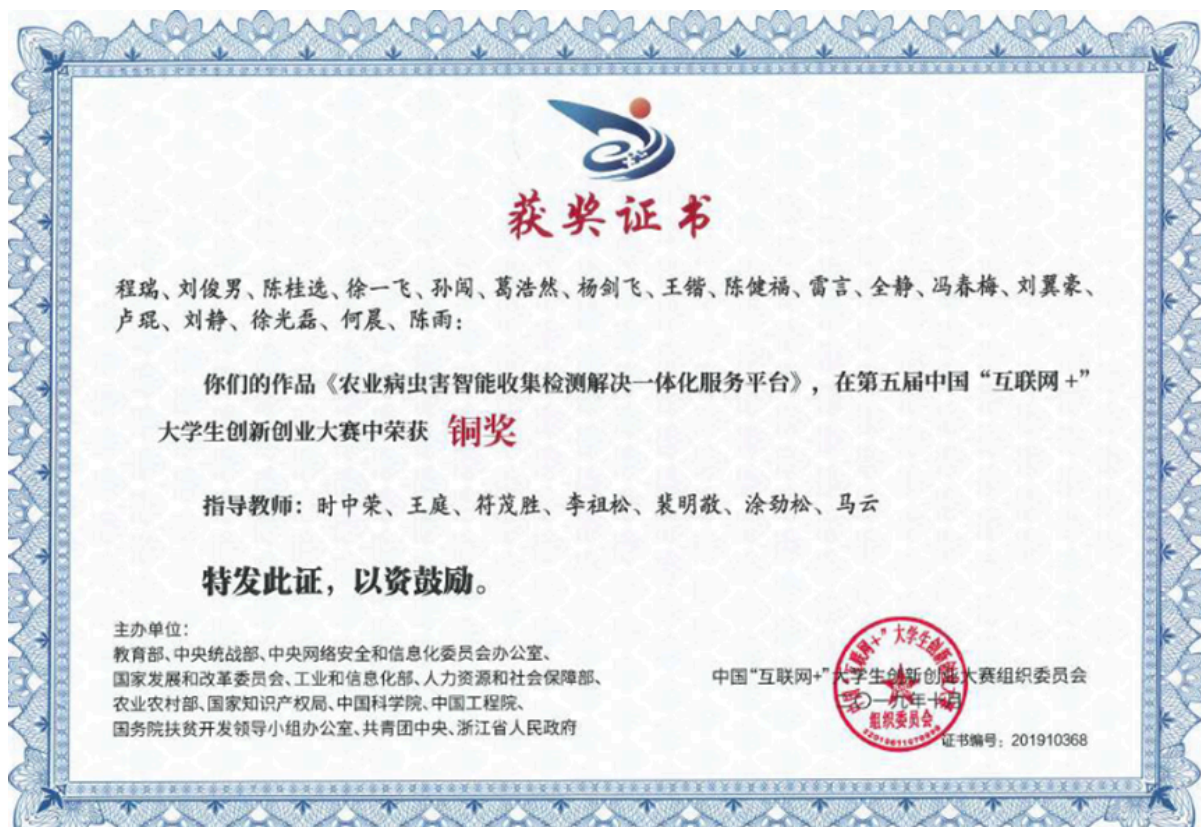 获奖证书
程瑞、刘俊男、陈桂选、徐一飞、孙闯、葛浩然、杨剑飞、王锴、陈健福、雷言、全静、冯春梅、刘翼豪、
卢琨、刘静、徐光磊、何晨、陈雨：
你们的作品《农业病虫害智能收集检测解决一体化服务平台》，在第五届中国“互联网+”
大学生创新创业大赛中荣获 铜奖
指导教师：时中荣、王庭、符茂胜、李祖松、裴明敬、涂劲松、马云
特发此证，以资鼓励。
主办单位：
教育部、中央统战部、中央网络安全和信息化委员会办公室、
国家发展和改革委员会、工业和信息化部、人力资源和社会保障部、
农业农村部、国家知识产权局、中国科学院、中国工程院、
国务院扶贫开发领导小组办公室、共青团中央、浙江省人民政府
中国“互联网+”大学生创新创业大赛组织委员会
二〇一九年十月
组织委员会
证书编号：201910368